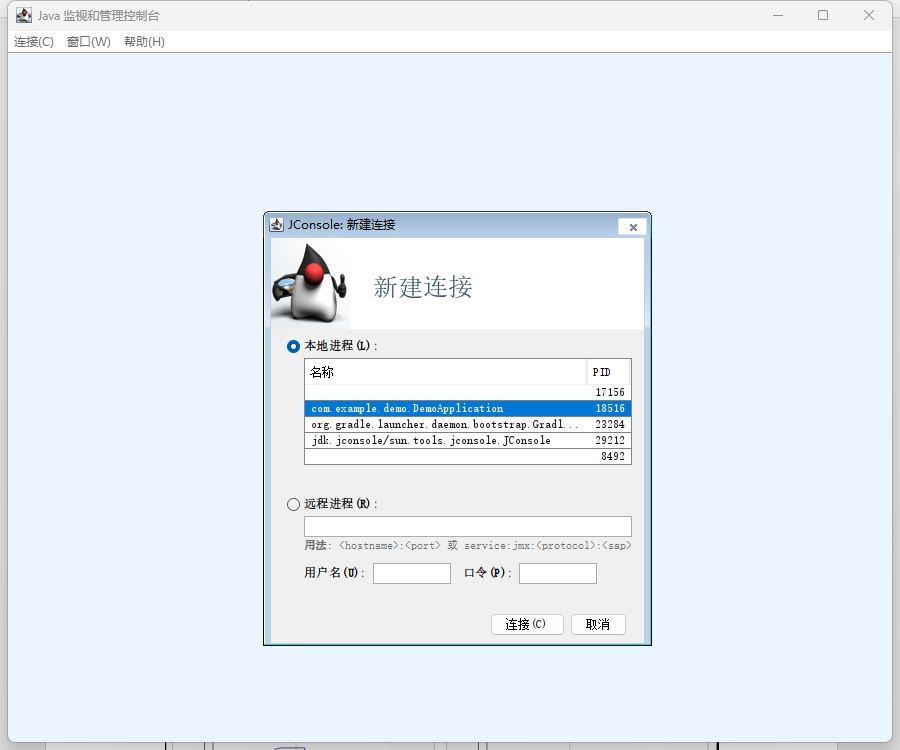 Java 监视和管理控制台
连接(C) 窗口(W) 帮助(H)
JConsole: 新建连接
新建连接
本地进程(L):
名称 PID
17156
com.example.demo.DemoApplication 18516
org.gradle.launcher.daemon.bootstrap.Gradl... 23284
jdk.jconsole/sun.tools.jconsole.JConsole 29212
8492
远程进程(R):
用法: <hostname>:<port> 或 service:jmx:<protocol>:<sap>
用户名(U): 口令(P):
连接(C) 取消